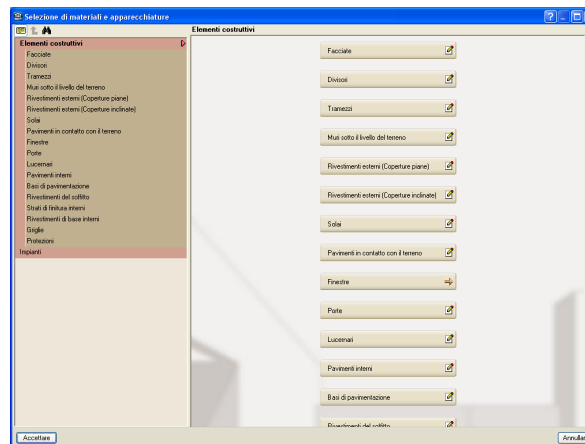 Selezione di materiali e apparecchiature
Elementi costruttivi
Elementi costruttivi
Facciate
Divisori
Tramezzi
Muri sotto il livello del terreno
Rivestimenti esterni (Coperture piane)
Rivestimenti esterni (Coperture inclinate)
Solai
Pavimenti in contatto con il terreno
Finestre
Porte
Lucernari
Pavimenti interni
Basi di pavimentazione
Rivestimenti del soffitto
Strati di finitura interni
Rivestimenti di base interni
Griglie
Protezioni
Impianti
Facciate
Divisori
Tramezzi
Muri sotto il livello del terreno
Rivestimenti esterni (Coperture piane)
Rivestimenti esterni (Coperture inclinate)
Solai
Pavimenti in contatto con il terreno
Finestre
Porte
Lucernari
Pavimenti interni
Basi di pavimentazione
Rivestimenti del soffitto
Accettare
Annullar